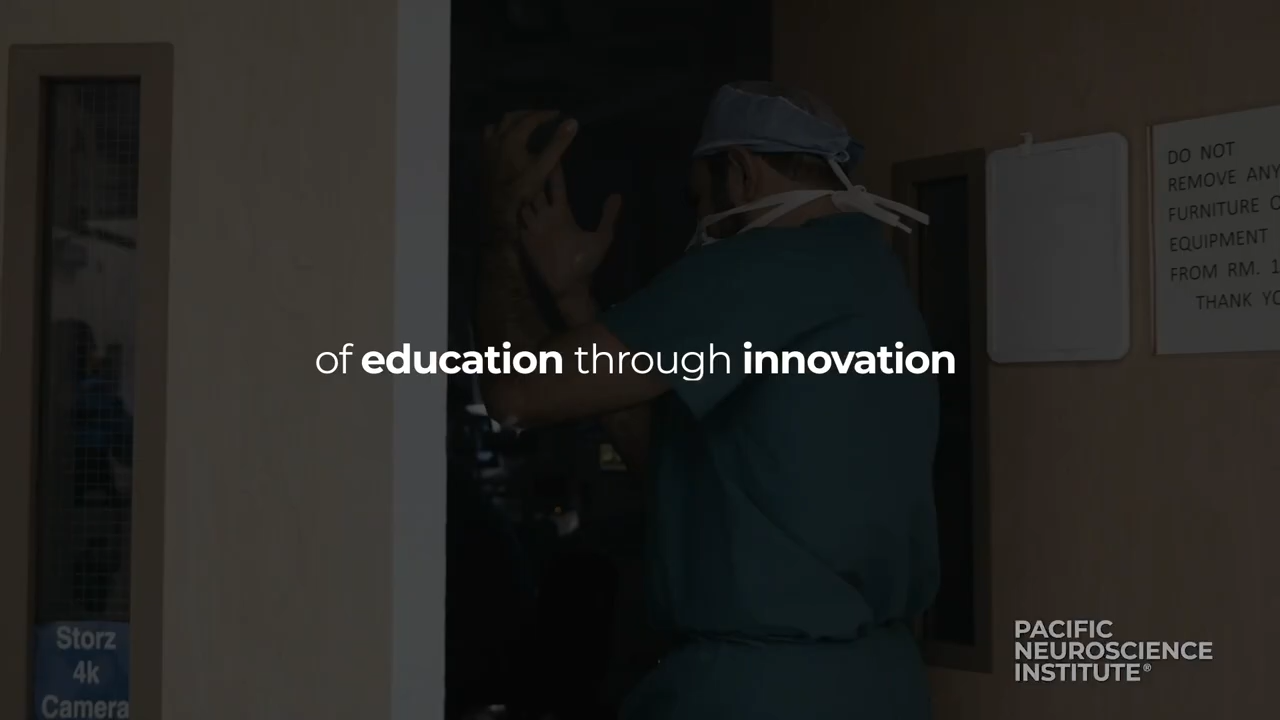 of education through innovation
DO NOT
REMOVE ANY
FURNITURE
EQUIPMENT
FROM RM. 1
THANK
Storz
4k
Camera
PACIFIC
NEUROSCIENCE
INSTITUTE®